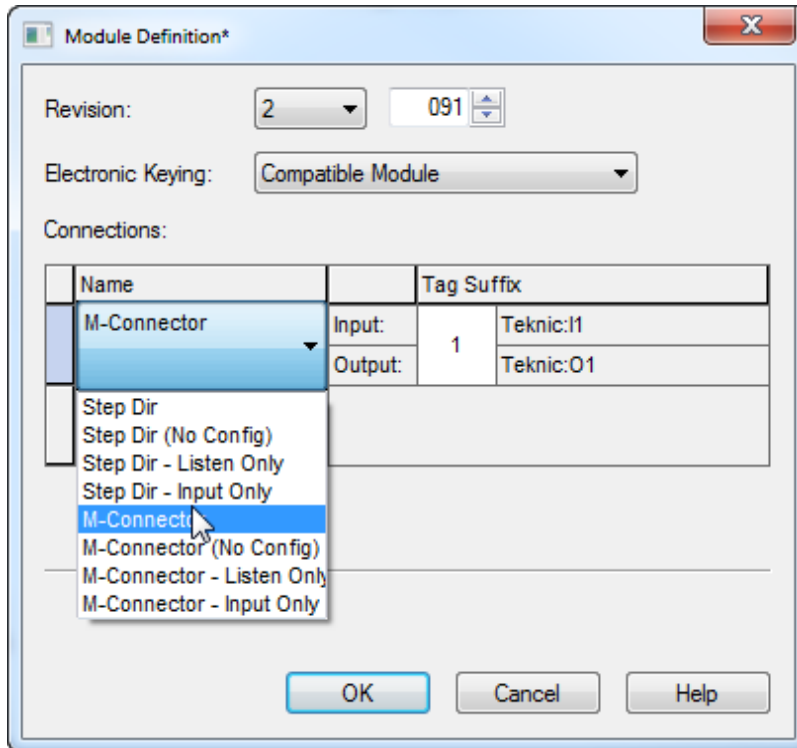 Module Definition*
Revision: 2 091
Electronic Keying: Compatible Module
Connections:
Name Tag Suffix
M-Connector Input: 1 Teknic:I1
Output: Teknic:O1
Step Dir
Step Dir (No Config)
Step Dir - Listen Only
Step Dir - Input Only
M-Connector
M-Connector (No Config)
M-Connector - Listen Only
M-Connector - Input Only
OK Cancel Help